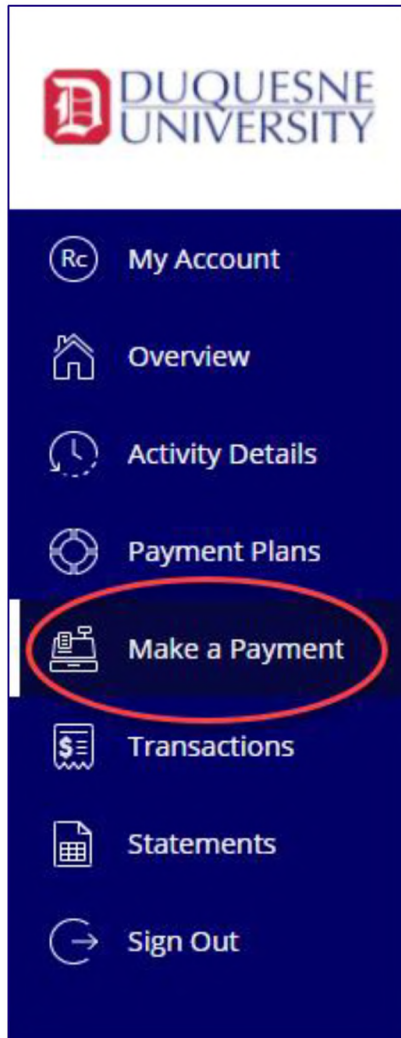 D
DUQUESNE
UNIVERSITY
Rc
My Account
Overview
Activity Details
Payment Plans
Make a Payment
$
Transactions
Statements
Sign Out